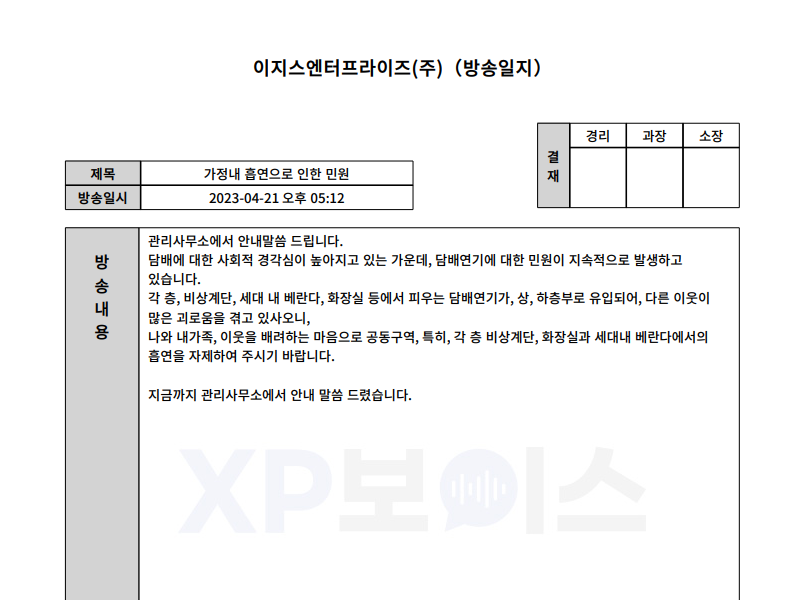 이지스엔터프라이즈(주) (방송일지)
결재
경리 과장 소장
제목 가정내 흡연으로 인한 민원
방송일시 2023-04-21 오후 05:12
방송내용
관리사무소에서 안내말씀 드립니다.
담배에 대한 사회적 경각심이 높아지고 있는 가운데, 담배연기에 대한 민원이 지속적으로 발생하고
있습니다.
각 층, 비상계단, 세대 내 베란다, 화장실 등에서 피우는 담배연기가, 상, 하층부로 유입되어, 다른 이웃이
많은 괴로움을 겪고 있사오니,
나와 내가족, 이웃을 배려하는 마음으로 공동구역, 특히, 각 층 비상계단, 화장실과 세대내 베란다에서의
흡연을 자제하여 주시기 바랍니다.
지금까지 관리사무소에서 안내 말씀 드렸습니다.
XP보이스